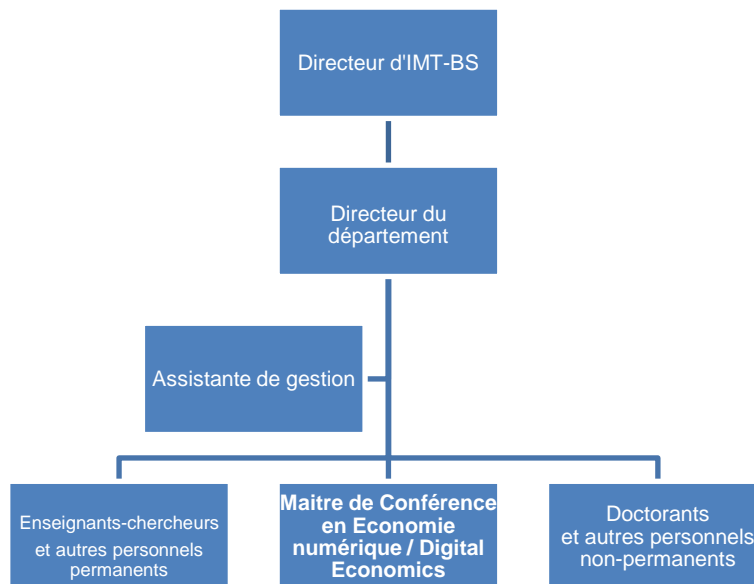 Directeur d'IMT-BS
Directeur du
département
Assistante de gestion
Enseignants-chercheurs
et autres personnels
permanents
Maitre de Conférence
en Economie
numérique / Digital
Economics
Doctorants
et autres personnels
non-permanents